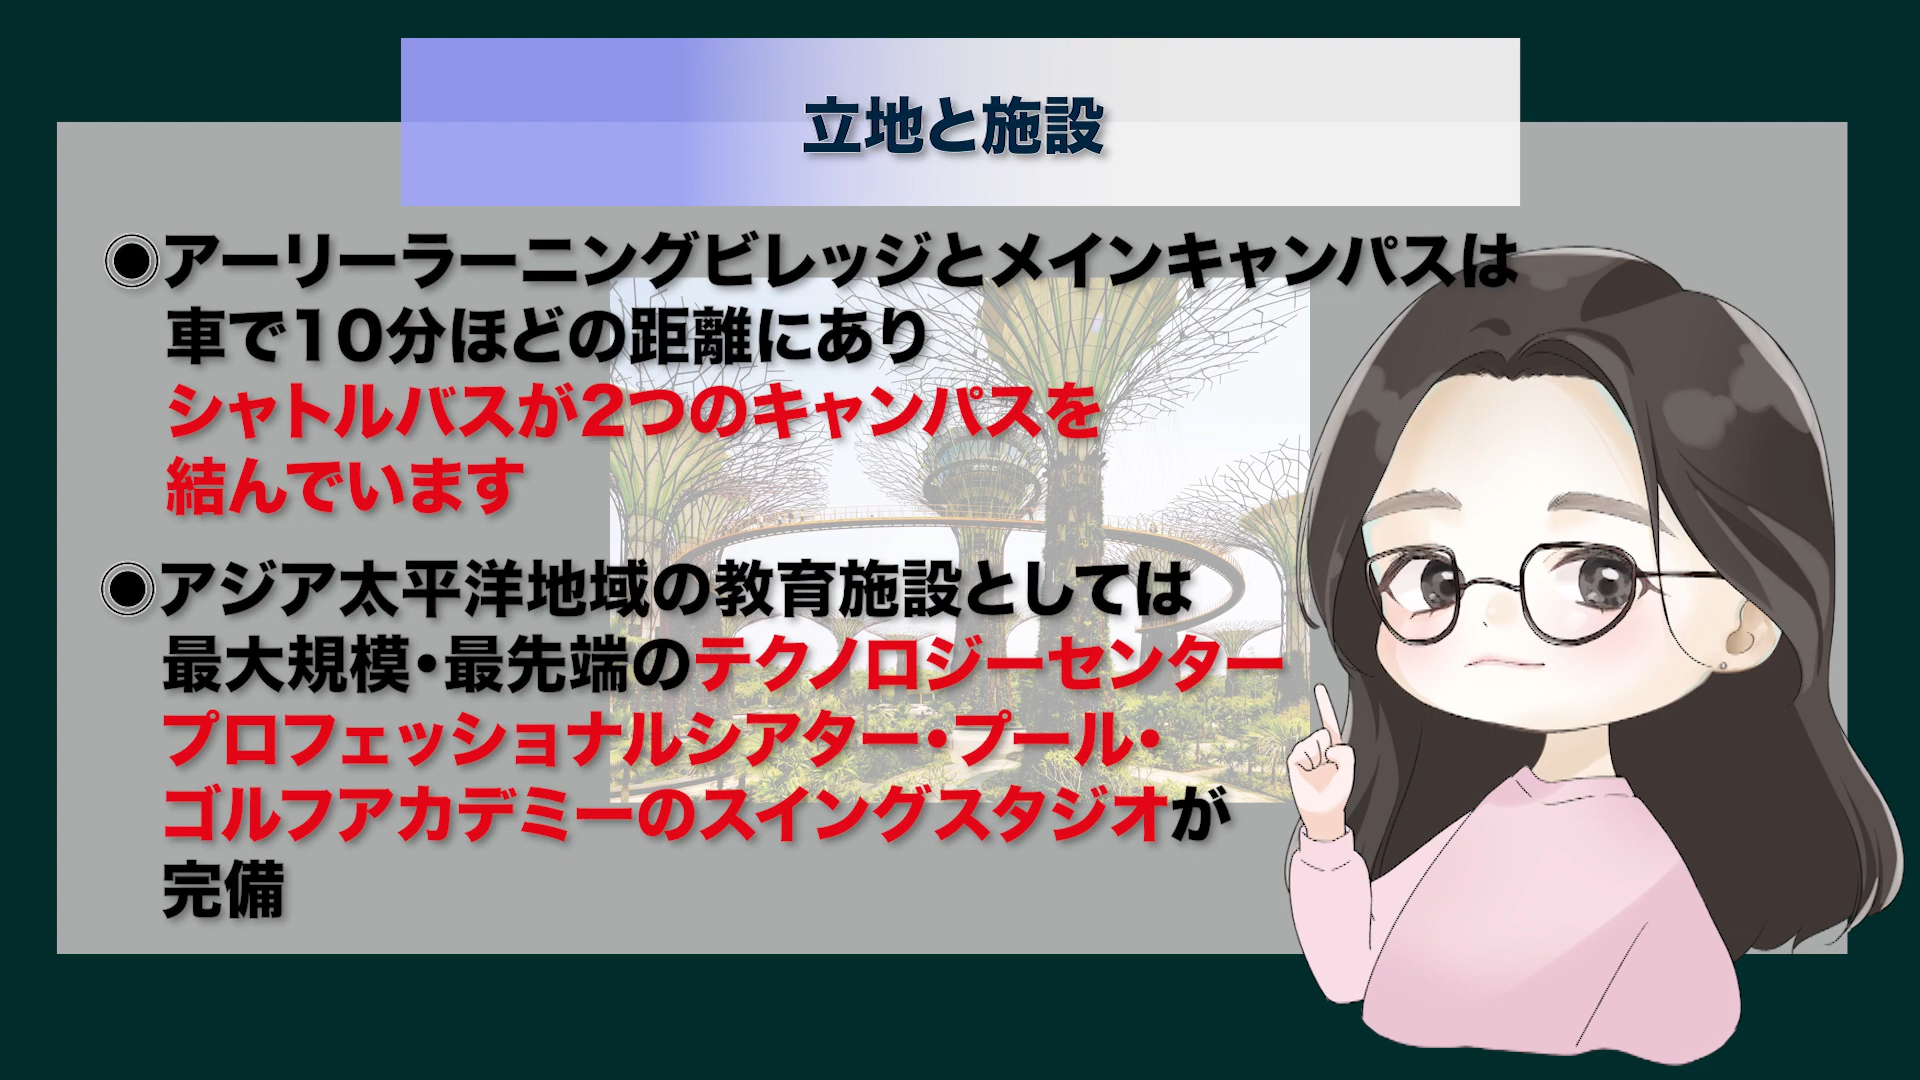 立地と施設
◉アーリーラーニングビレッジとメインキャンパスは
車で10分ほどの距離にあり
シャトルバスが2つのキャンパスを
結んでいます
◉アジア太平洋地域の教育施設としては
最大規模・最先端のテクノロジーセンター
プロフェッショナルシアター・プール・
ゴルフアカデミーのスイングスタジオが
完備